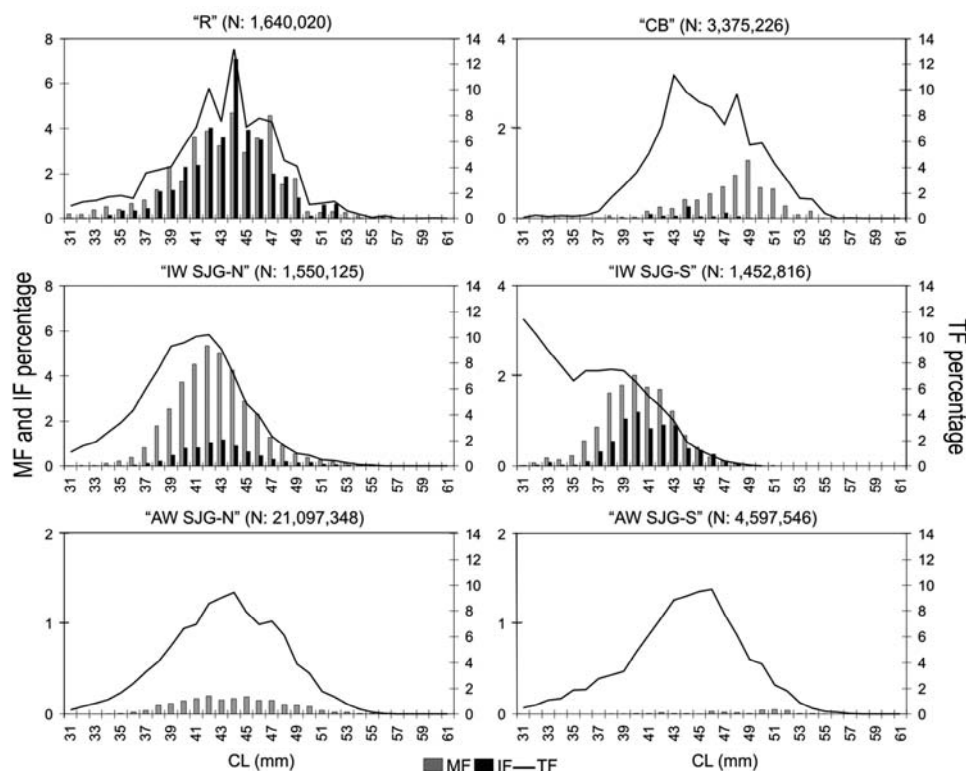 “R” (N: 1,640,020)
“CB” (N: 3,375,226)
8 6 4 2 0
14 12 10 8 6 4 2 0
4 2 0
14 12 10 8 6 4 2 0
31 33 35 37 39 41 43 45 47 49 51 53 55 57 59 61
31 33 35 37 39 41 43 45 47 49 51 53 55 57 59 61
“IW SJG-N” (N: 1,550,125)
“IW SJG-S” (N: 1,452,816)
MF and IF percentage
8 6 4 2 0
14 12 10 8 6 4 2 0
4 2 0
14 12 10 8 6 4 2 0
TF percentage
31 33 35 37 39 41 43 45 47 49 51 53 55 57 59 61
31 33 35 37 39 41 43 45 47 49 51 53 55 57 59 61
“AW SJG-N” (N: 21,097,348)
“AW SJG-S” (N: 4,597,546)
2 1 0
14 12 10 8 6 4 2 0
2 1 0
14 12 10 8 6 4 2 0
31 33 35 37 39 41 43 45 47 49 51 53 55 57 59 61
31 33 35 37 39 41 43 45 47 49 51 53 55 57 59 61
CL (mm)
CL (mm)
MF IF TF